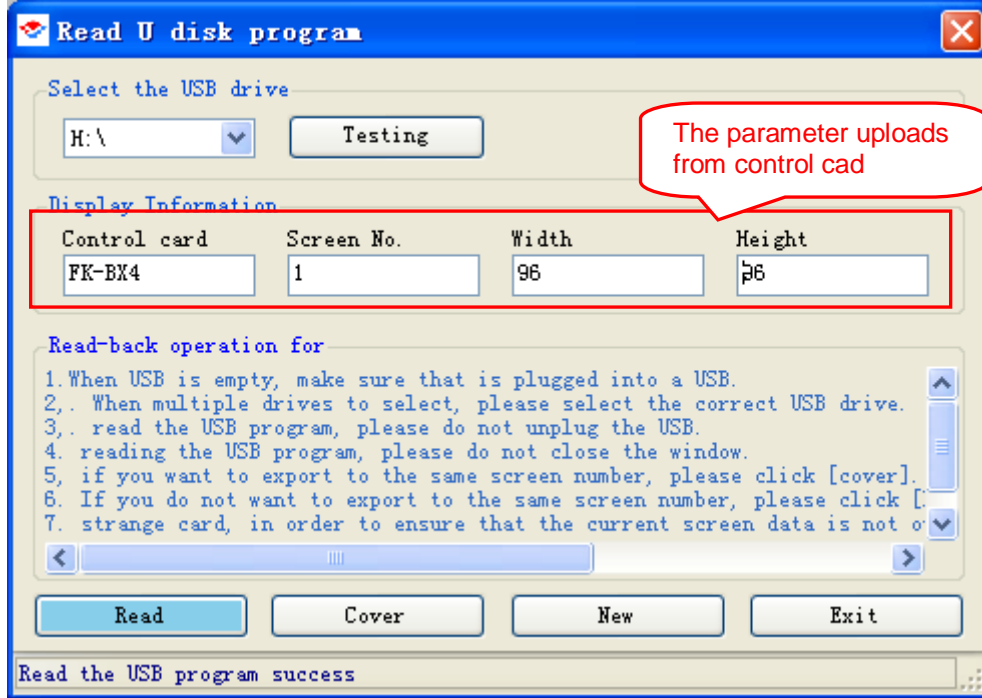 Read U disk program
Select the USB drive
H:\
Testing
The parameter uploads
from control cad
Display Information
Control card Screen No. Width Height
FK-BX4 1 96 96
Read-back operation for
1.When USB is empty, make sure that is plugged into a USB.
2,. When multiple drives to select, please select the correct USB drive.
3,. read the USB program, please do not unplug the USB.
4. reading the USB program, please do not close the window.
5, if you want to export to the same screen number, please click [cover].
6. If you do not want to export to the same screen number, please click [
7. strange card, in order to ensure that the current screen data is not o
Read Cover New Exit
Read the USB program success